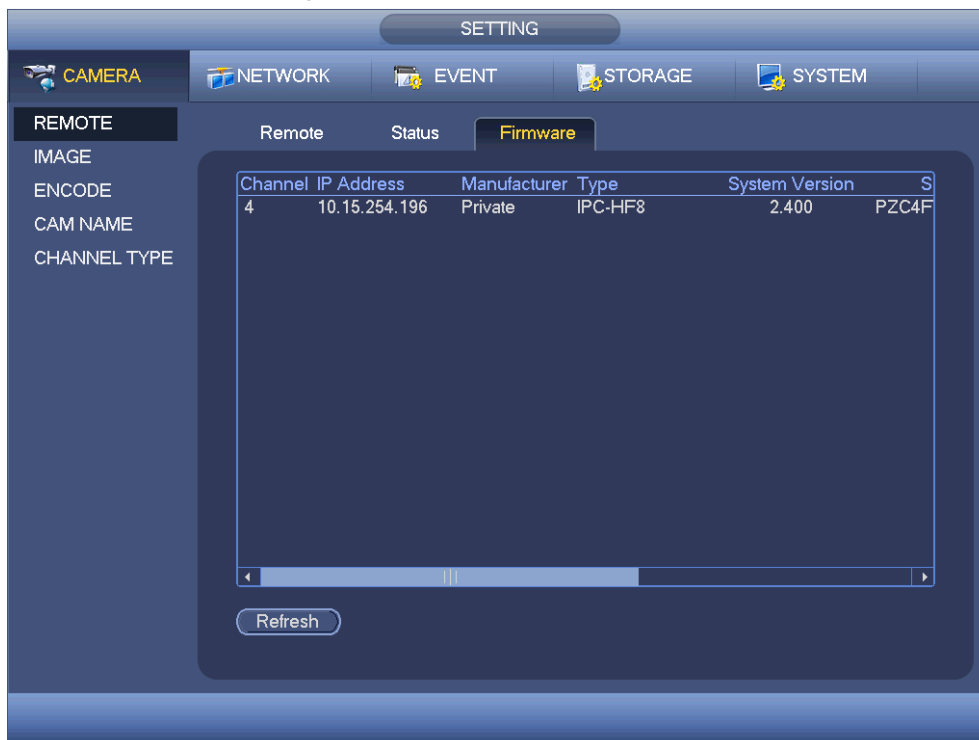 SETTING
CAMERA NETWORK EVENT STORAGE SYSTEM
REMOTE
IMAGE
ENCODE
CAM NAME
CHANNEL TYPE
Remote Status Firmware
Channel IP Address Manufacturer Type System Version S
4 10.15.254.196 Private IPC-HF8 2.400 PZC4F
Refresh